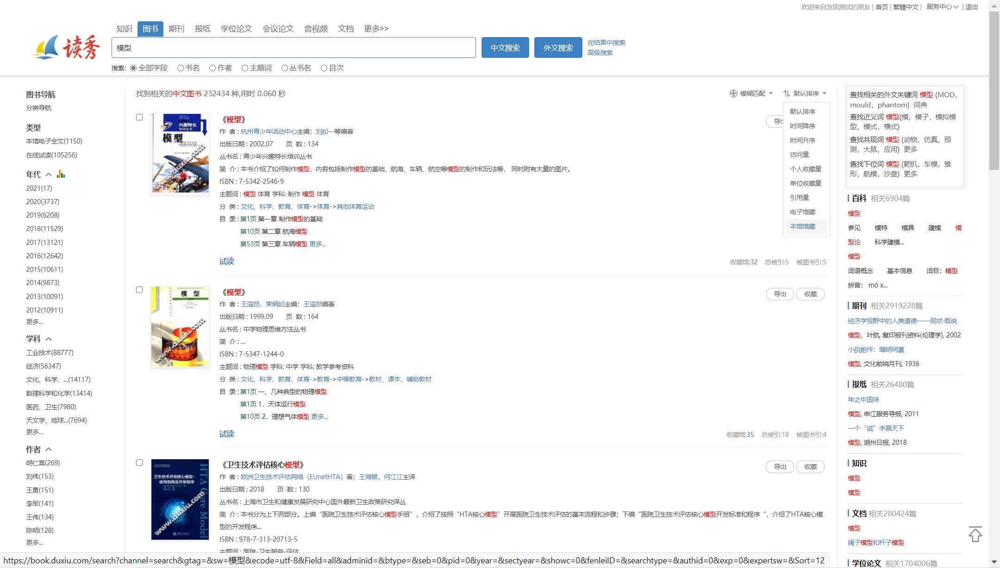 欢迎来自发现测试的朋友 | 首页 | 繁體中文 | 服务中心 | 退出
知识 图书 期刊 报纸 学位论文 会议论文 音视频 文档 更多>>
读秀
模型 中文搜索 外文搜索 在结果中搜索
高级搜索
搜索: 全部字段 书名 作者 主题词 丛书名 目次
图书导航
分类导航
类型
本馆电子全文(1150)
在线试读(105256)
年代
2021(17)
2020(3737)
2019(6208)
2018(11529)
2017(13121)
2016(12642)
2015(10611)
2014(9873)
2013(10091)
2012(10911)
更多...
学科
工业技术(88777)
经济(56347)
文化、科学、...(14117)
数理科学和化学(13414)
医药、卫生(7980)
天文学、地球...(7694)
更多...
作者
胡仁喜(269)
刘伟(153)
王勇(151)
李军(141)
王伟(134)
陈明(128)
更多...
找到相关的中文图书 232434 种,用时 0.060 秒
模糊匹配 默认排序
默认排序
时间降序
时间升序
访问量
个人收藏量
单位收藏量
引用量
电子馆藏
本馆馆藏
兴趣特长
培训丛书
模型
www.duxiu.com
《模型》
导出
作 者 : 杭州青少年活动中心主编；刘如一等编著
出版日期 : 2002.07 页 数 : 134
丛书名 : 青少年兴趣特长培训丛书
简 介 : 本书介绍了如何制作模型，内容包括制作模型的基础，航海、车辆、航空等模型的制作和玩法等， 同时附有大量的图片。
ISBN : 7-5342-2546-9
主题词 : 模型 体育 学科: 制作 模型 体育
分 类 : 文化、科学、教育、体育->体育->其他体育运动
目 录 : 第1页 第一章 制作模型的基础
第10页 第二章 航海模型
第53页 第三章 车辆模型 更多...
试读
收藏馆:32 总被引:5 被图书引:5
模 型
www.duxiu.com
《模型》
导出 收藏
作 者 : 王溢然，束炳如主编；王溢然编著
出版日期 : 1999.09 页 数 : 164
丛书名 : 中学物理思维方法丛书
简 介 : ...
ISBN : 7-5347-1244-0
主题词 : 物理模型 学科: 中学 学科: 教学参考资料
分 类 : 文化、科学、教育、体育->教育->中等教育->教材、课本、辅助教材
目 录 : 第1页 一、几种典型的物理模型
第1页 1．天体运行模型
第10页 2．理想气体模型 更多...
试读
收藏馆:35 总被引:18 被图书引:4
卫生技术评估核心模型：
使用指南及开发程序
HTA Core Model
www.duxiu.com
《卫生技术评估核心模型》
导出 收藏
作 者 : 欧洲卫生技术评估网络（EUnetHTA）著；王海银，何江江主译
出版日期 : 2018 页 数 : 130
丛书名 : 上海市卫生和健康发展研究中心国外最新卫生政策研究译丛
简 介 : 本书分为上下两部分。上编“医院卫生技术评估核心模型手册”，介绍了按照“HTA核心模型”开展医院卫生技术评估的基本流程和步骤；下编“医院卫生技术评估核心模型开发标准和程序“，介绍了HTA核心模
型的开发程序...
ISBN : 978-7-313-20713-5
主题词 : 医院-卫生服务-评估
查找相关的外文关键词 模型 (MOD，
mould，phantom) 词典
查找近义词 模型(模，模子，模拟模
型，模式，模式)
查找共现词 模型 (动物，仿真，预
测，大鼠，应用) 更多
查找下位词 模型 (靶机，车模，雏
形，航模，沙盘) 更多
百科 相关6904篇
模型
参见 模特 模具 建模 模
型论 科学建模...
模型
词语概念 基本信息 词目：模型
拼音： mó x...
期刊 相关2919228篇
经济学视野中的人类道德——现状·假说
模型，叶航, 复印报刊资料(伦理学), 2002
小說創作：暗胡同裏
模型, 文化前哨月刊, 1936
报纸 相关26480篇
年之中国味
模型, 申江服务导报, 2011
一个“诚”字赢天下
模型, 湖州日报, 2018
知识
模型
模型
文档 相关280424篇
模型
绳子模型和杆子模型
学位论文 相关1704006篇
https://book.duxiu.com/search?channel=search&gtag=&sw=模型&ecode=utf-8&Field=all&adminid=&btype=&seb=0&pid=0&year=&sectyear=&showc=0&fenleiID=&searchtype=&authid=0&exp=0&expertsw=&Sort=12